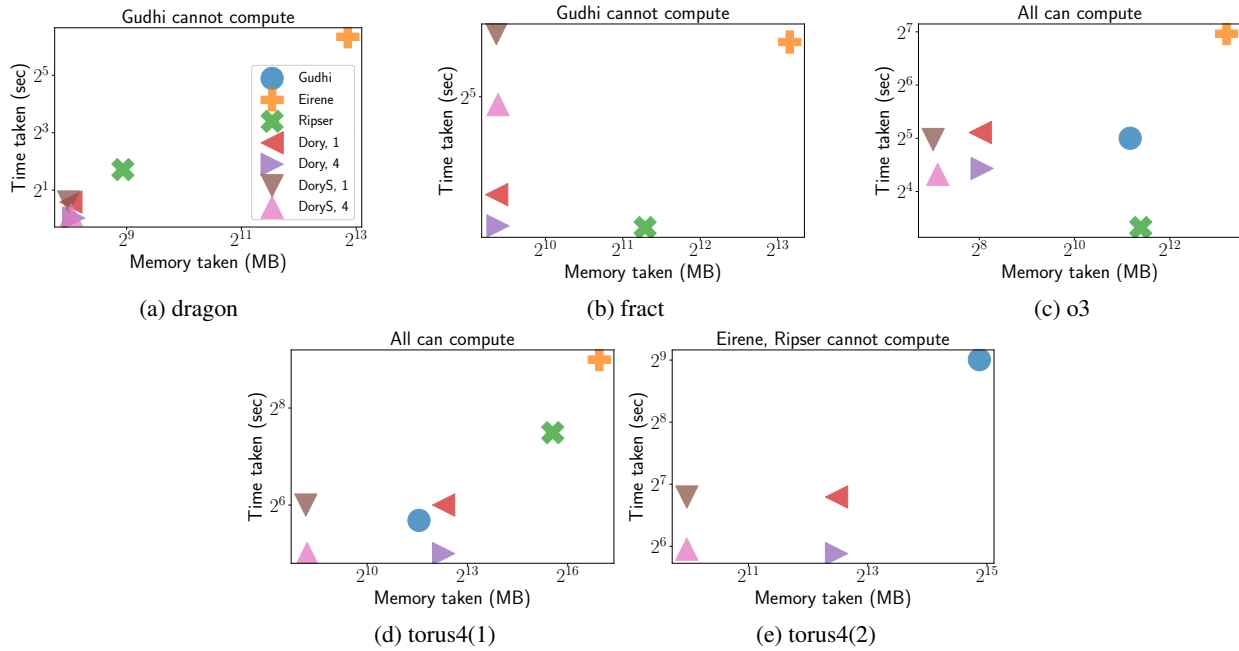 Gudhi cannot compute
Time taken (sec)
2^5
2^3
2^1
Gudhi
Eirene
Ripser
Dory, 1
Dory, 4
DoryS, 1
DoryS, 4
2^9 2^11 2^13
Memory taken (MB)
(a) dragon
Gudhi cannot compute
Time taken (sec)
2^5
2^10 2^11 2^12 2^13
Memory taken (MB)
(b) fract
All can compute
Time taken (sec)
2^7
2^6
2^5
2^4
2^8 2^10 2^12
Memory taken (MB)
(c) o3
All can compute
Time taken (sec)
2^8
2^6
2^10 2^13 2^16
Memory taken (MB)
(d) torus4(1)
Eirene, Ripser cannot compute
Time taken (sec)
2^9
2^8
2^7
2^6
2^11 2^13 2^15
Memory taken (MB)
(e) torus4(2)